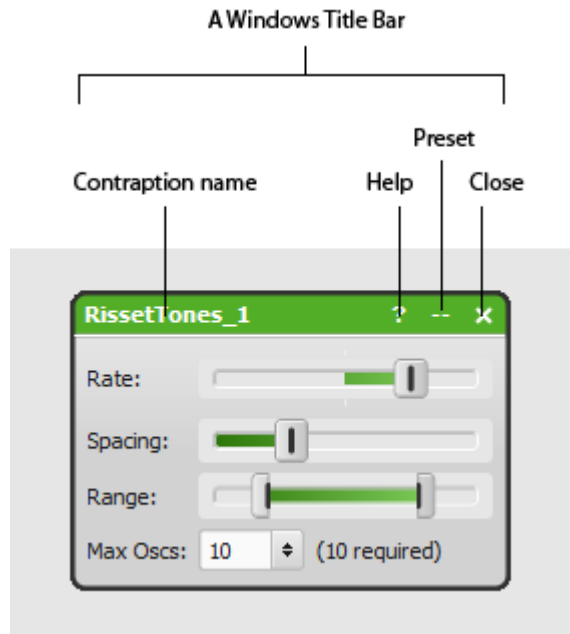 A Windows Title Bar
Preset
Contraption name Help Close
RissetTones_1 ? -- x
Rate:
Spacing:
Range:
Max Oscs: 10 (10 required)